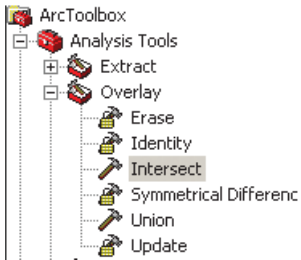 ArcToolbox
Analysis Tools
Extract
Overlay
Erase
Identity
Intersect
Symmetrical Differenc
Union
Update